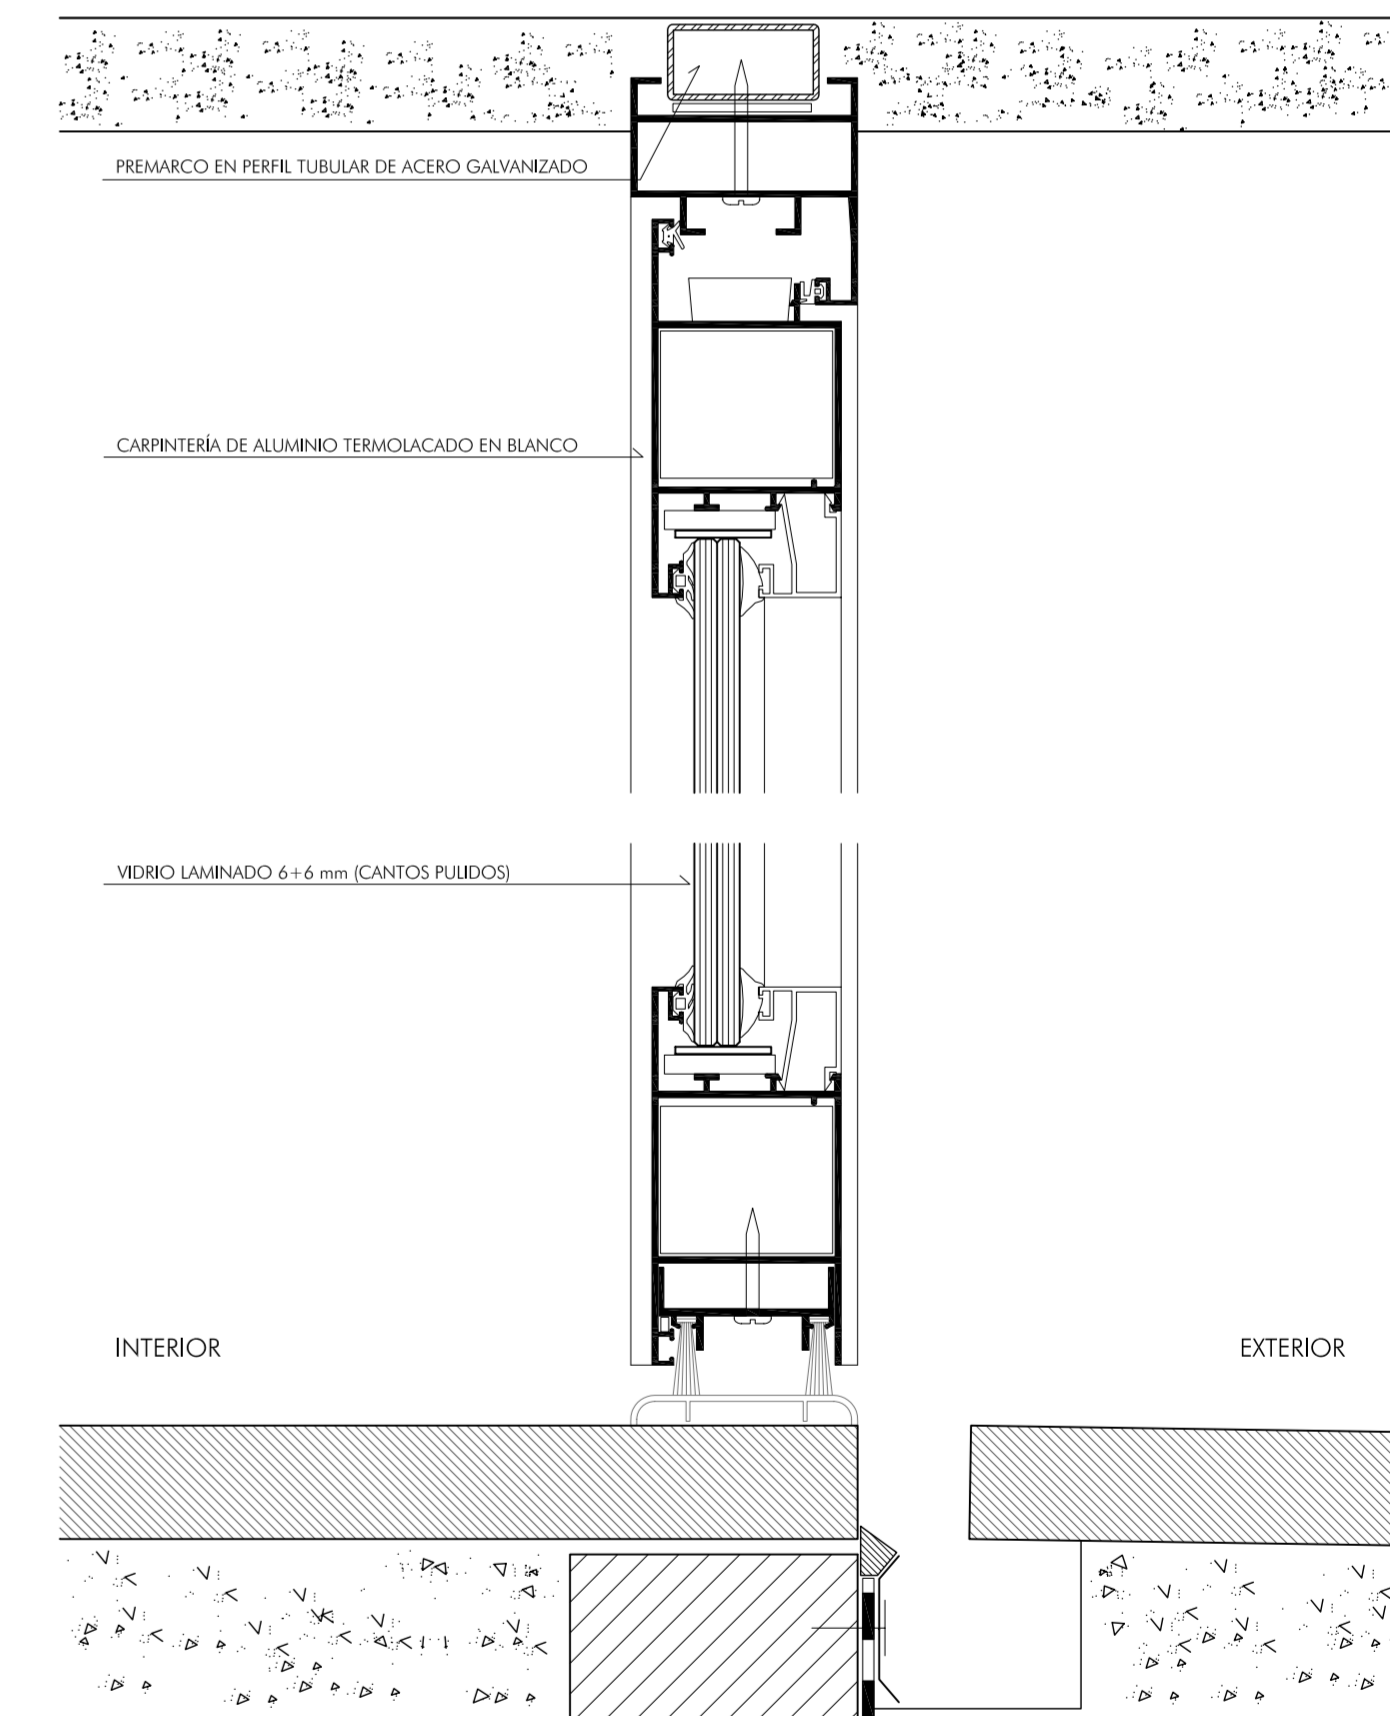 PREMARCO EN PERFIL TUBULAR DE ACERO GALVANIZADO
CARPINTERÍA DE ALUMINIO TERMOLACADO EN BLANCO
VIDRIO LAMINADO 6+6 mm (CANTOS PULIDOS)
INTERIOR
EXTERIOR